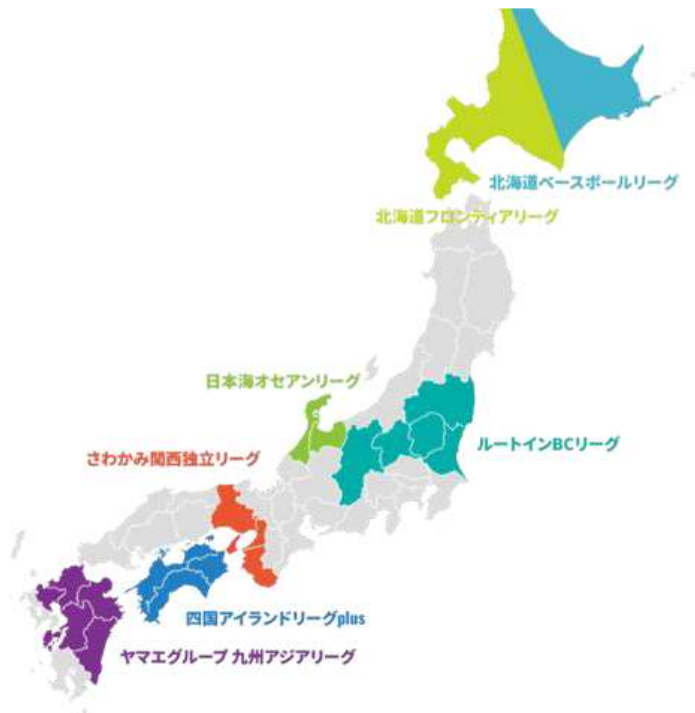 北海道ベースボールリーグ
北海道フロンティアリーグ
日本海オセアンリーグ
ルートインBCリーグ
さわかみ関西独立リーグ
四国アイランドリーグplus
ヤマエグループ 九州アジアリーグ